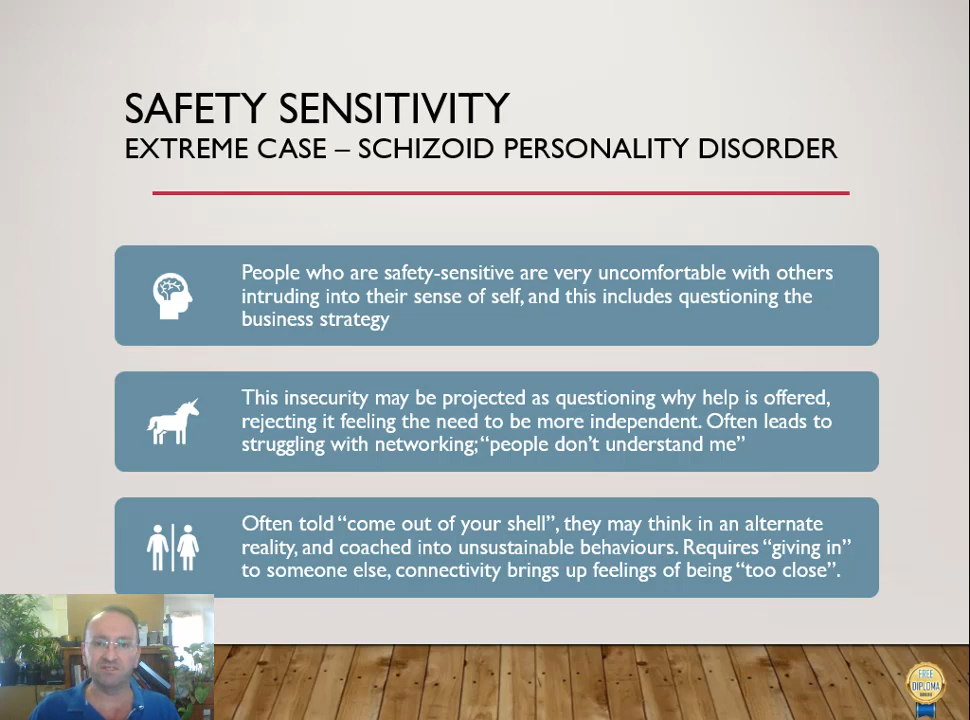 SAFETY SENSITIVITY
EXTREME CASE – SCHIZOID PERSONALITY DISORDER
People who are safety-sensitive are very uncomfortable with others
intruding into their sense of self, and this includes questioning the
business strategy
This insecurity may be projected as questioning why help is offered,
rejecting it feeling the need to be more independent. Often leads to
struggling with networking; “people don’t understand me”
Often told “come out of your shell”, they may think in an alternate
reality, and coached into unsustainable behaviours. Requires “giving in”
to someone else, connectivity brings up feelings of being “too close”.
FREE
DIPLOMA